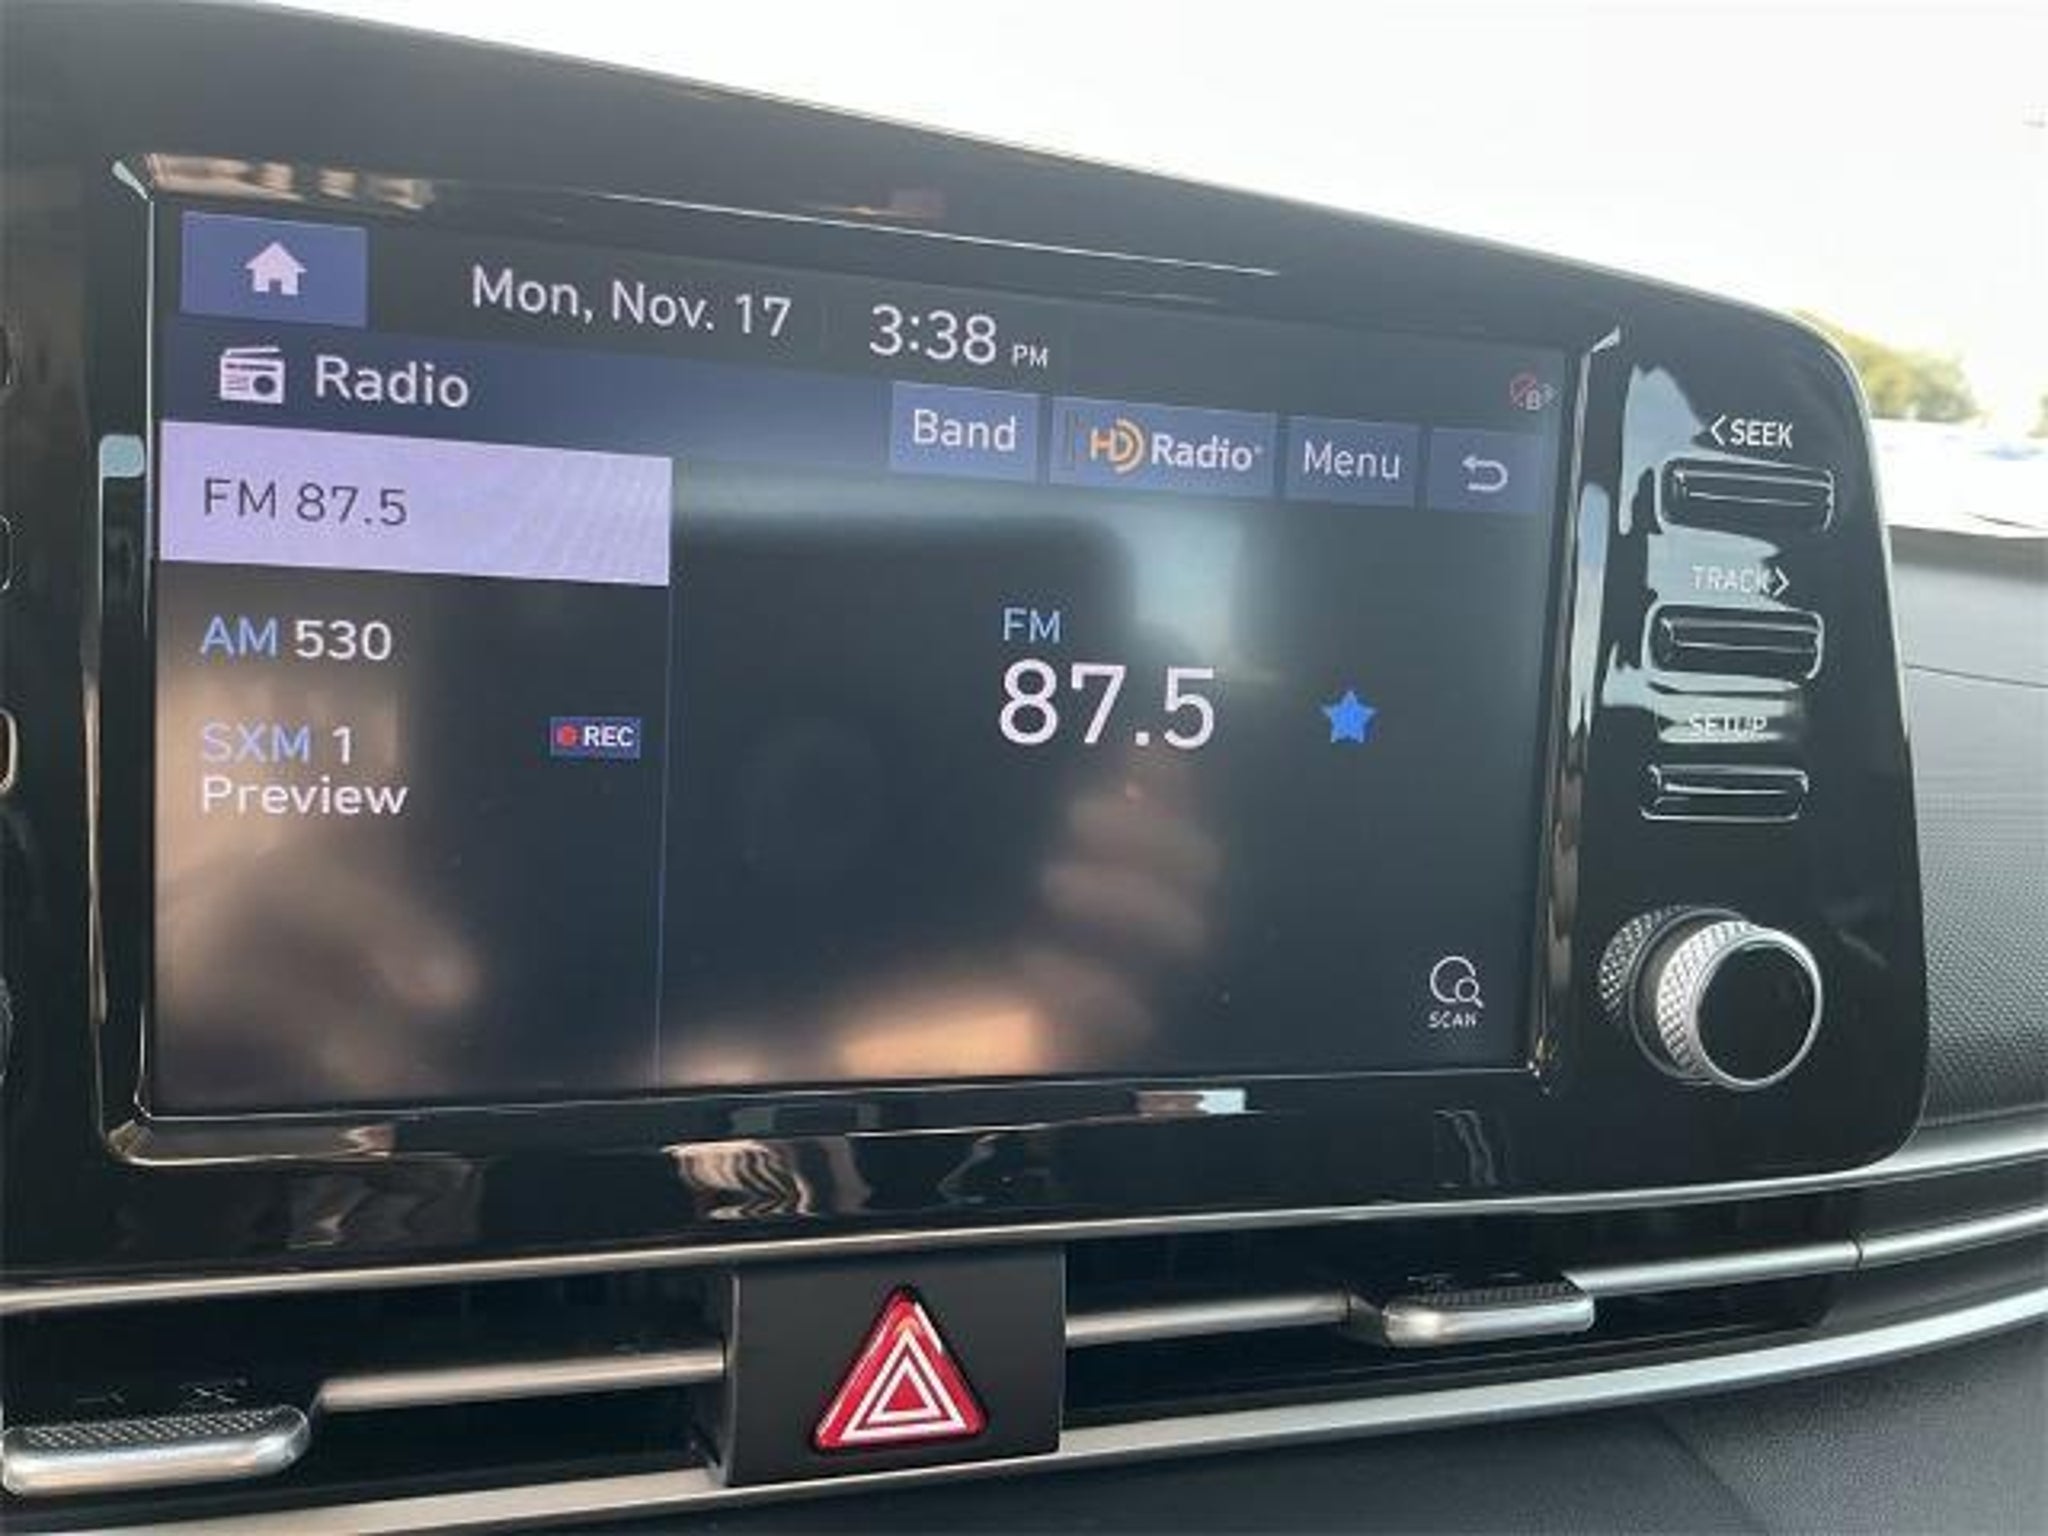 Mon, Nov. 17 3:38 PM
Radio
Band HD Radio Menu
FM 87.5
AM 530
SXM 1
Preview
REC
FM
87.5
SCAN
<SEEK
TRACK>
SETUP